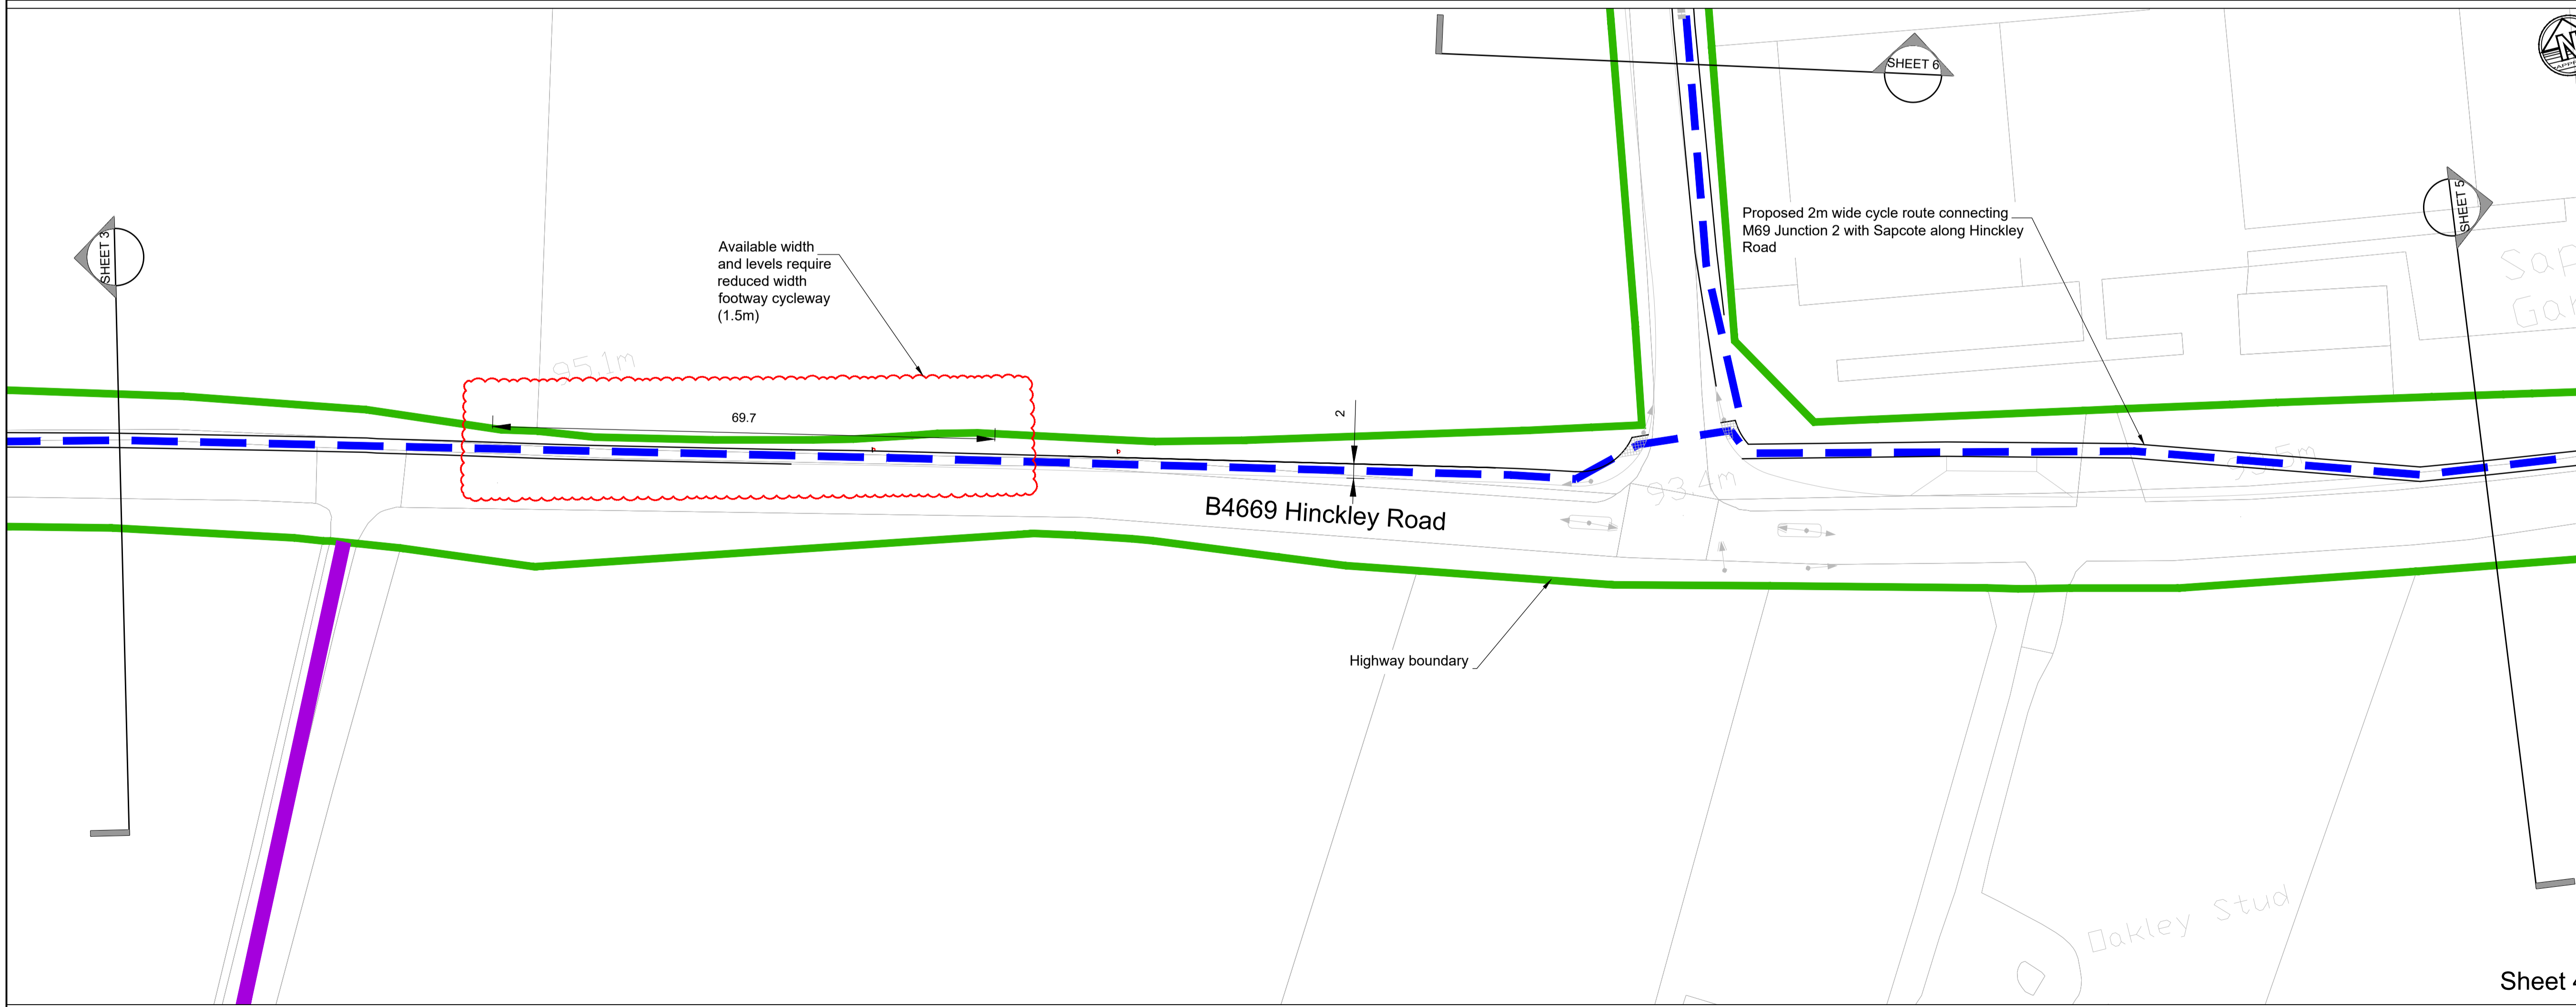 SHEET 6
SHEET 3
SHEET 5
Available width
and levels require
reduced width
footway cycleway
(1.5m)
Proposed 2m wide cycle route connecting
M69 Junction 2 with Sapcote along Hinckley
Road
95.1m
69.7
2
93.4m
B4669 Hinckley Road
Highway boundary
Oakley Stud
Sheet